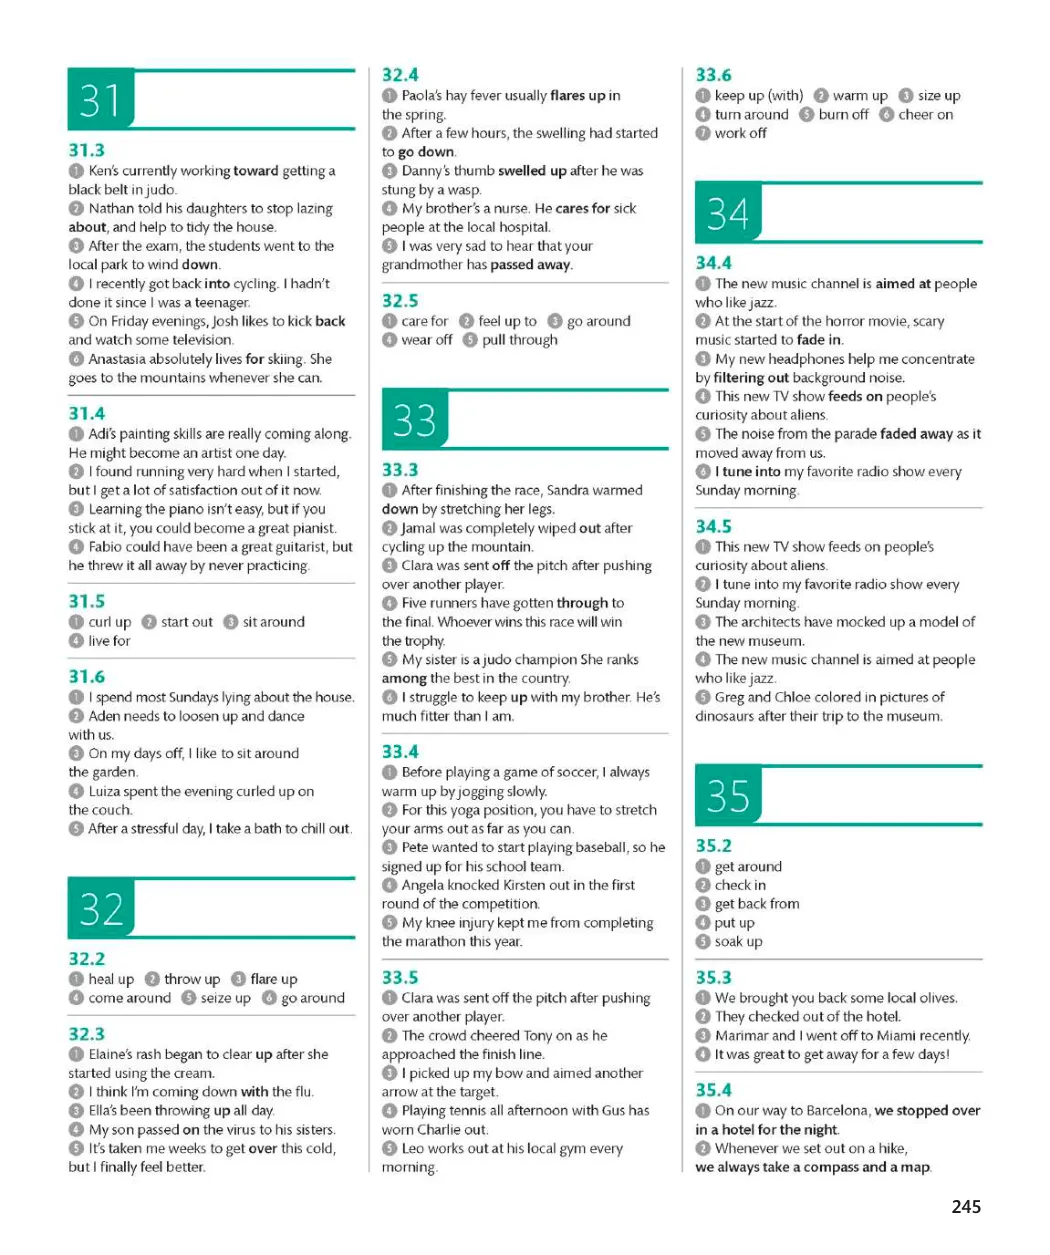 31
31.3
1 Ken's currently working toward getting a
black belt in judo.
2 Nathan told his daughters to stop lazing
about, and help to tidy the house.
3 After the exam, the students went to the
local park to wind down.
4 I recently got back into cycling. I hadn't
done it since I was a teenager.
5 On Friday evenings, Josh likes to kick back
and watch some television.
6 Anastasia absolutely lives for skiing. She
goes to the mountains whenever she can.
31.4
1 Adi's painting skills are really coming along.
He might become an artist one day.
2 I found running very hard when I started,
but I get a lot of satisfaction out of it now.
3 Learning the piano isn't easy, but if you
stick at it, you could become a great pianist.
4 Fabio could have been a great guitarist, but
he threw it all away by never practicing.
31.5
1 curl up 2 start out 3 sit around
4 live for
31.6
1 I spend most Sundays lying about the house.
2 Aden needs to loosen up and dance
with us.
3 On my days off, I like to sit around
the garden.
4 Luiza spent the evening curled up on
the couch.
5 After a stressful day, I take a bath to chill out.
32
32.2
1 heal up 2 throw up 3 flare up
4 come around 5 seize up 6 go around
32.3
1 Elaine's rash began to clear up after she
started using the cream.
2 I think I'm coming down with the flu.
3 Ella's been throwing up all day.
4 My son passed on the virus to his sisters.
5 It's taken me weeks to get over this cold,
but I finally feel better.
32.4
1 Paola's hay fever usually flares up in
the spring.
2 After a few hours, the swelling had started
to go down.
3 Danny's thumb swelled up after he was
stung by a wasp.
4 My brother's a nurse. He cares for sick
people at the local hospital.
5 I was very sad to hear that your
grandmother has passed away.
32.5
1 care for 2 feel up to 3 go around
4 wear off 5 pull through
33
33.3
1 After finishing the race, Sandra warmed
down by stretching her legs.
2 Jamal was completely wiped out after
cycling up the mountain.
3 Clara was sent off the pitch after pushing
over another player.
4 Five runners have gotten through to
the final. Whoever wins this race will win
the trophy.
5 My sister is a judo champion She ranks
among the best in the country.
6 I struggle to keep up with my brother. He's
much fitter than I am.
33.4
1 Before playing a game of soccer, I always
warm up by jogging slowly.
2 For this yoga position, you have to stretch
your arms out as far as you can.
3 Pete wanted to start playing baseball, so he
signed up for his school team.
4 Angela knocked Kirsten out in the first
round of the competition.
5 My knee injury kept me from completing
the marathon this year.
33.5
1 Clara was sent off the pitch after pushing
over another player.
2 The crowd cheered Tony on as he
approached the finish line.
3 I picked up my bow and aimed another
arrow at the target.
4 Playing tennis all afternoon with Gus has
worn Charlie out.
5 Leo works out at his local gym every
morning.
33.6
1 keep up (with) 2 warm up 3 size up
4 turn around 5 burn off 6 cheer on
7 work off
34
34.4
1 The new music channel is aimed at people
who like jazz.
2 At the start of the horror movie, scary
music started to fade in.
3 My new headphones help me concentrate
by filtering out background noise.
4 This new TV show feeds on people's
curiosity about aliens.
5 The noise from the parade faded away as it
moved away from us.
6 I tune into my favorite radio show every
Sunday morning.
34.5
1 This new TV show feeds on people's
curiosity about aliens.
2 I tune into my favorite radio show every
Sunday morning.
3 The architects have mocked up a model of
the new museum.
4 The new music channel is aimed at people
who like jazz.
5 Greg and Chloe colored in pictures of
dinosaurs after their trip to the museum.
35
35.2
1 get around
2 check in
3 get back from
4 put up
5 soak up
35.3
1 We brought you back some local olives.
2 They checked out of the hotel.
3 Marimar and I went off to Miami recently.
4 It was great to get away for a few days!
35.4
1 On our way to Barcelona, we stopped over
in a hotel for the night.
2 Whenever we set out on a hike,
we always take a compass and a map.
245